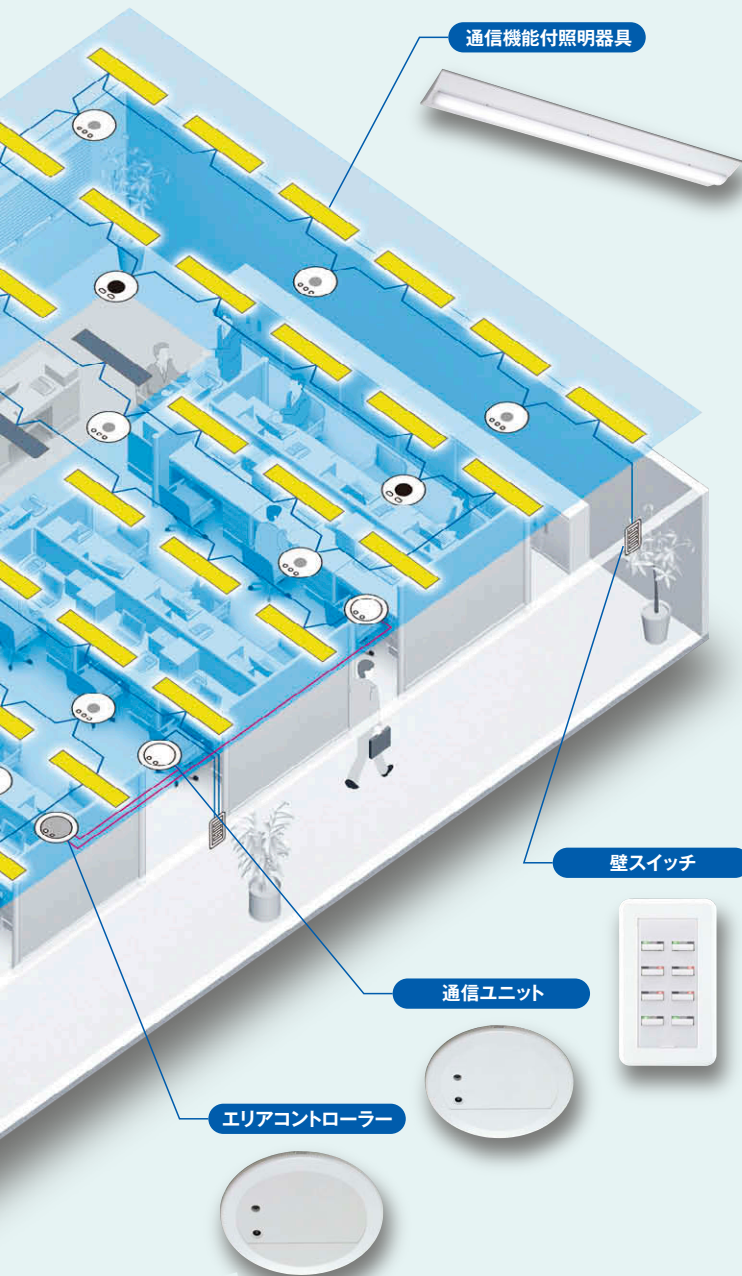 通信機能付照明器具
壁スイッチ
通信ユニット
エリアコントローラー